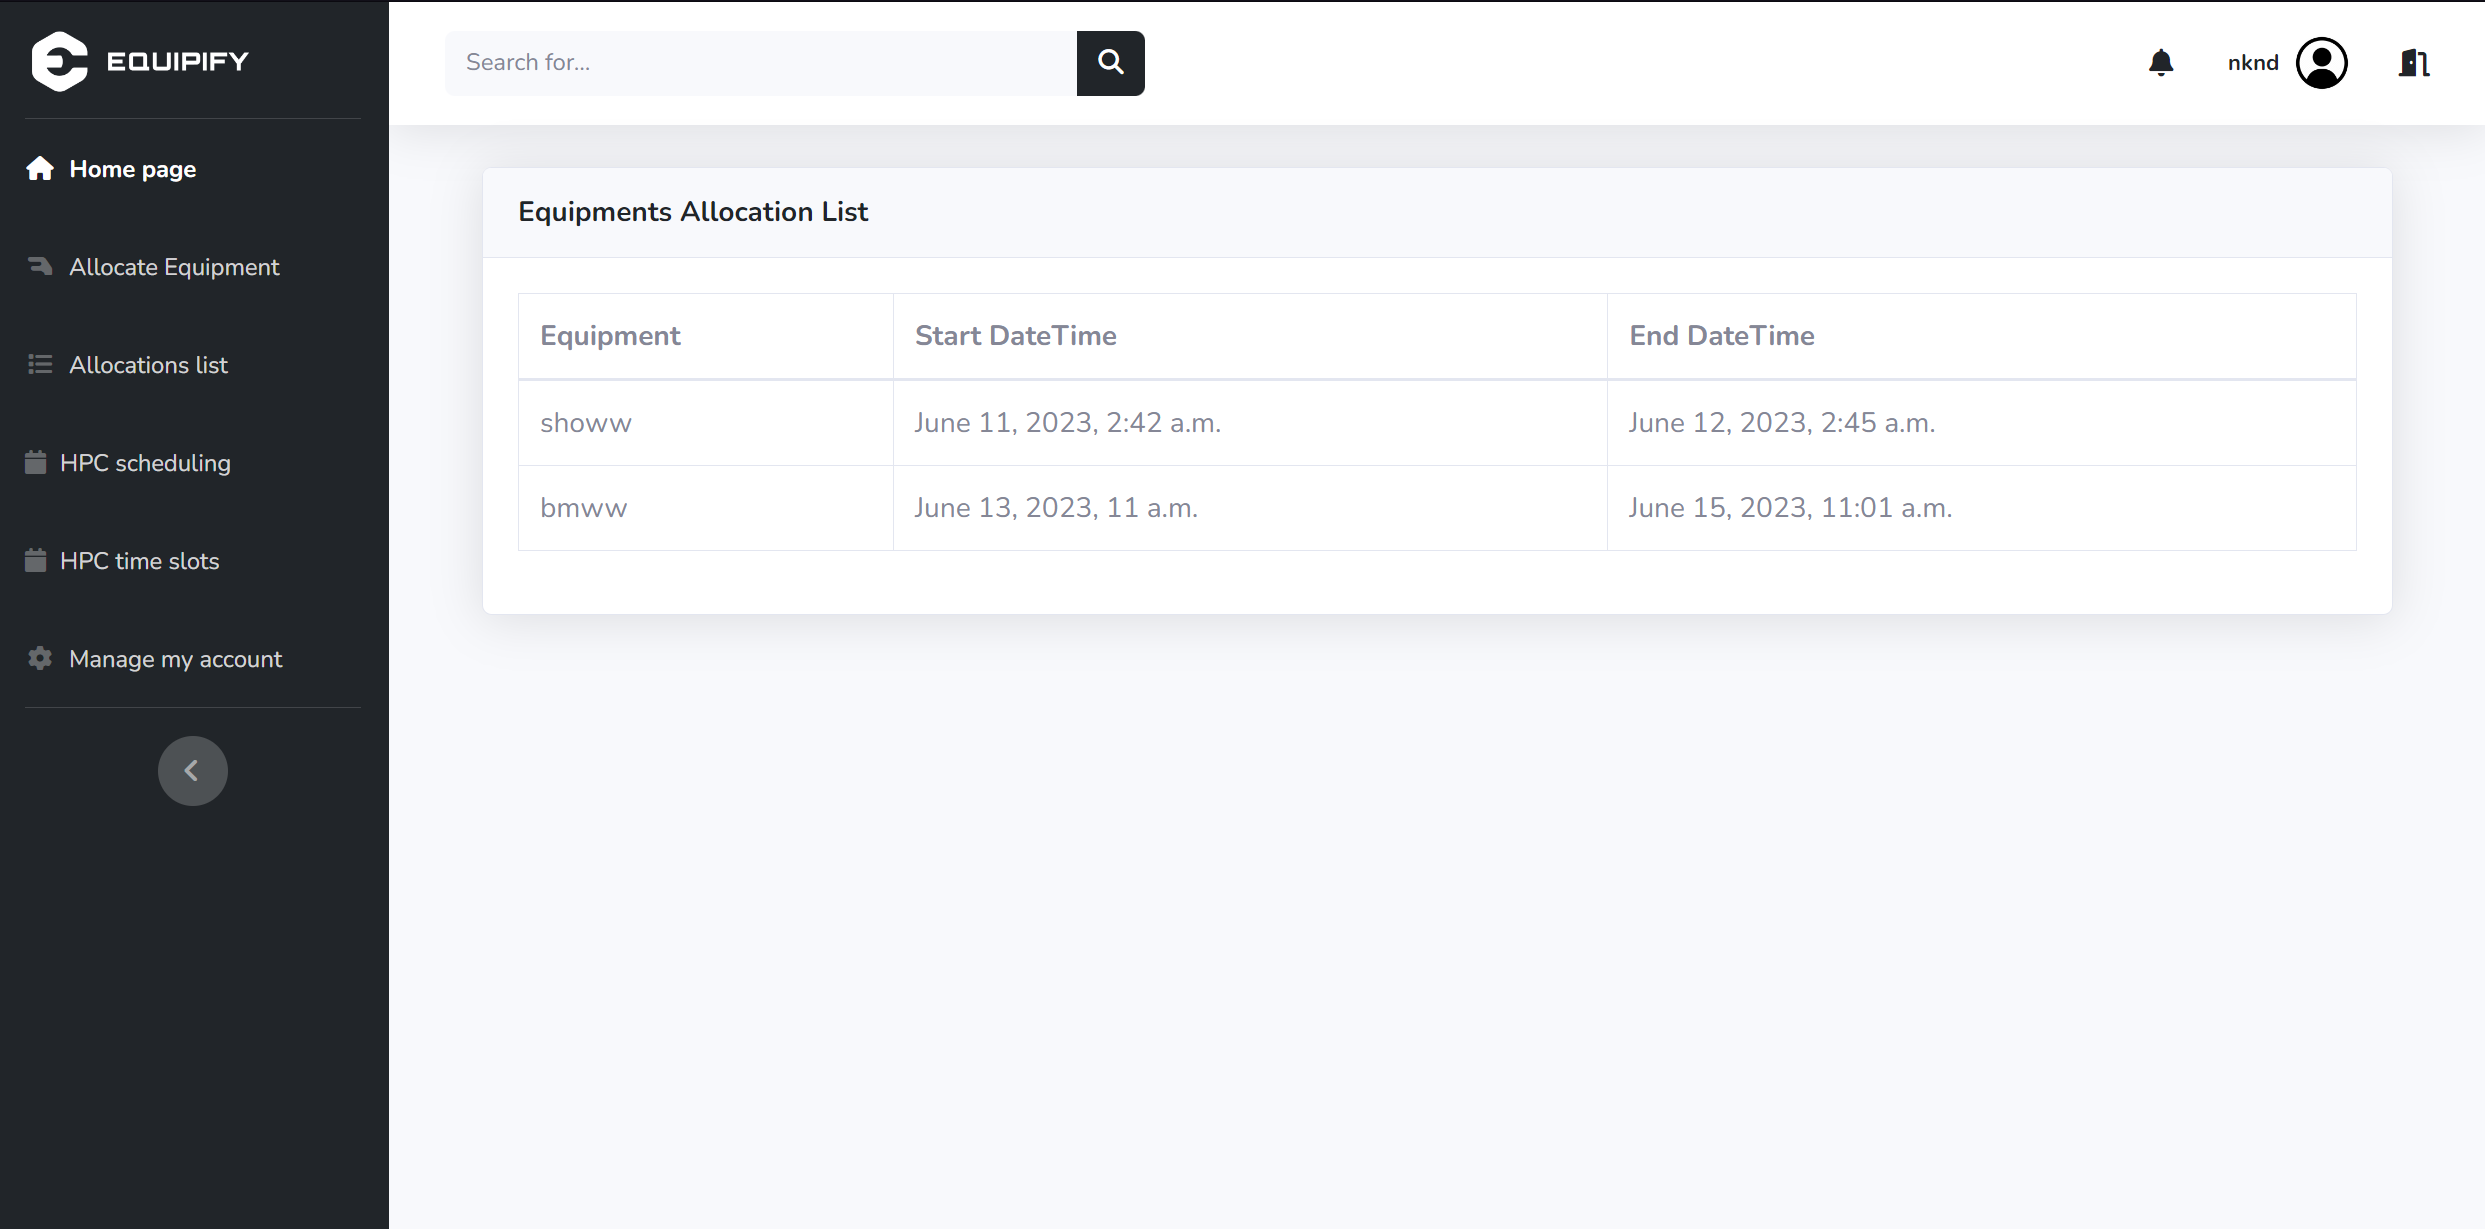 EQUIPIFY
Search for...
nknd
Home page
Allocate Equipment
Allocations list
HPC scheduling
HPC time slots
Manage my account
Equipments Allocation List
Equipment Start DateTime End DateTime
showw June 11, 2023, 2:42 a.m. June 12, 2023, 2:45 a.m.
bmww June 13, 2023, 11 a.m. June 15, 2023, 11:01 a.m.